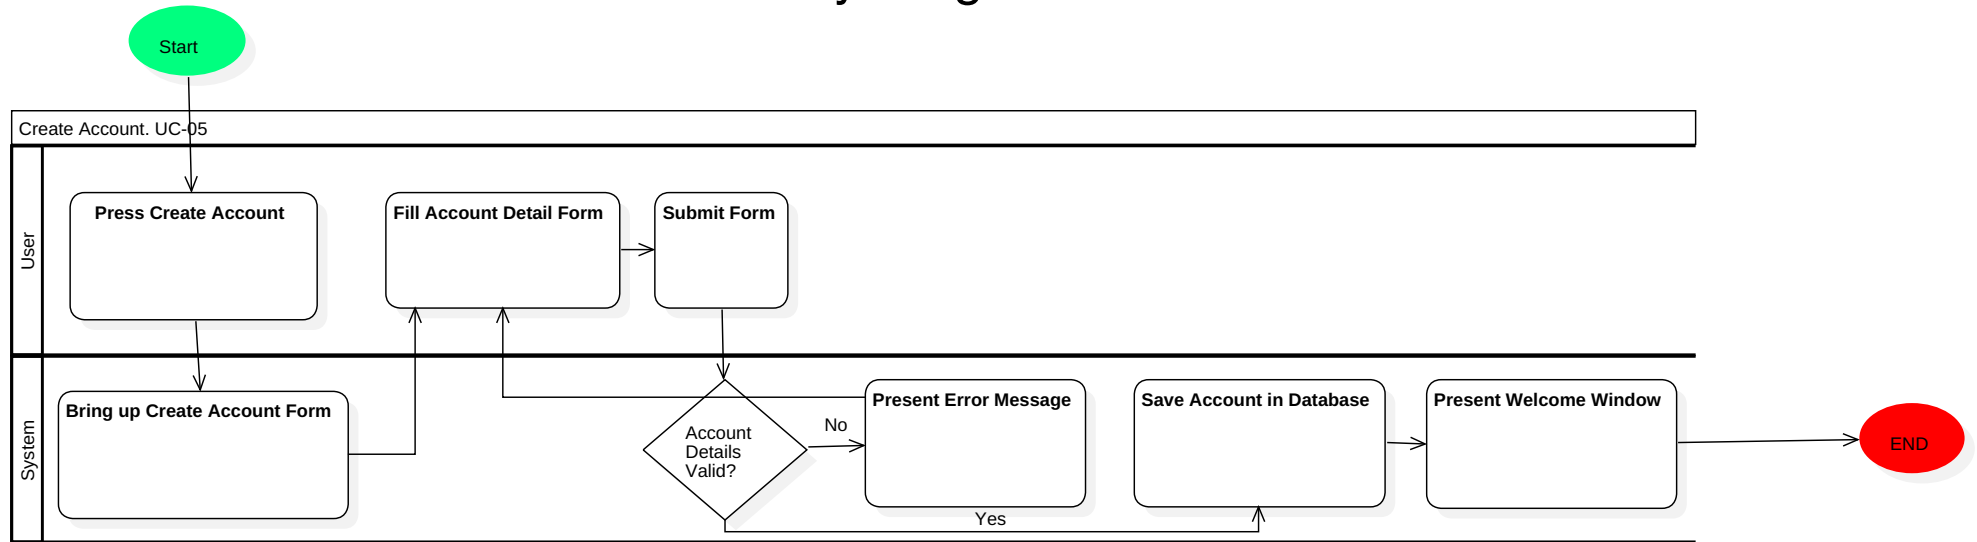 Start
Create Account. UC-05
User
Press Create Account
Fill Account Detail Form
Submit Form
System
Bring up Create Account Form
Account
Details
Valid?
No
Present Error Message
Yes
Save Account in Database
Present Welcome Window
END